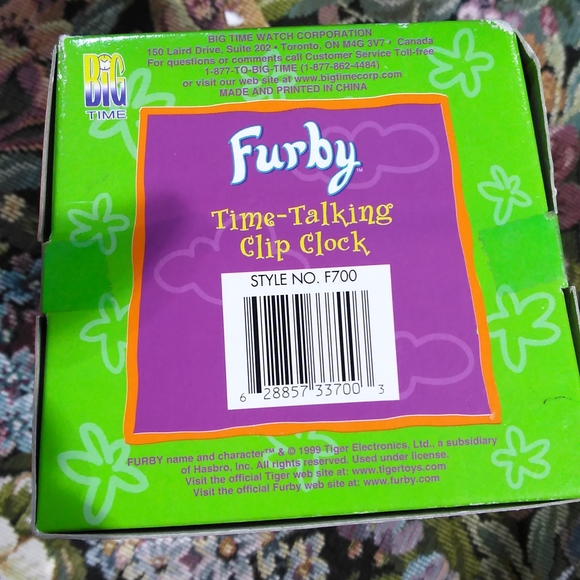 BIG TIME WATCH CORPORATION
150 Laird Drive, Suite 202 • Toronto, ON M4G 3V7 • Canada
For questions or comments call Customer Service Toll-free
1-877-TO-BIG-TIME (1-877-862-4484)
or visit our web site at www.bigtimecorp.com
MADE AND PRINTED IN CHINA
BiG
TIME
Furby™
Time-Talking
Clip Clock
STYLE NO. F700
6 28857 33700 3
FURBY name and character™ & © 1999 Tiger Electronics, Ltd., a subsidiary
of Hasbro, Inc. All rights reserved. Used under license.
Visit the official Tiger web site at: www.tigertoys.com
Visit the official Furby web site at: www.furby.com